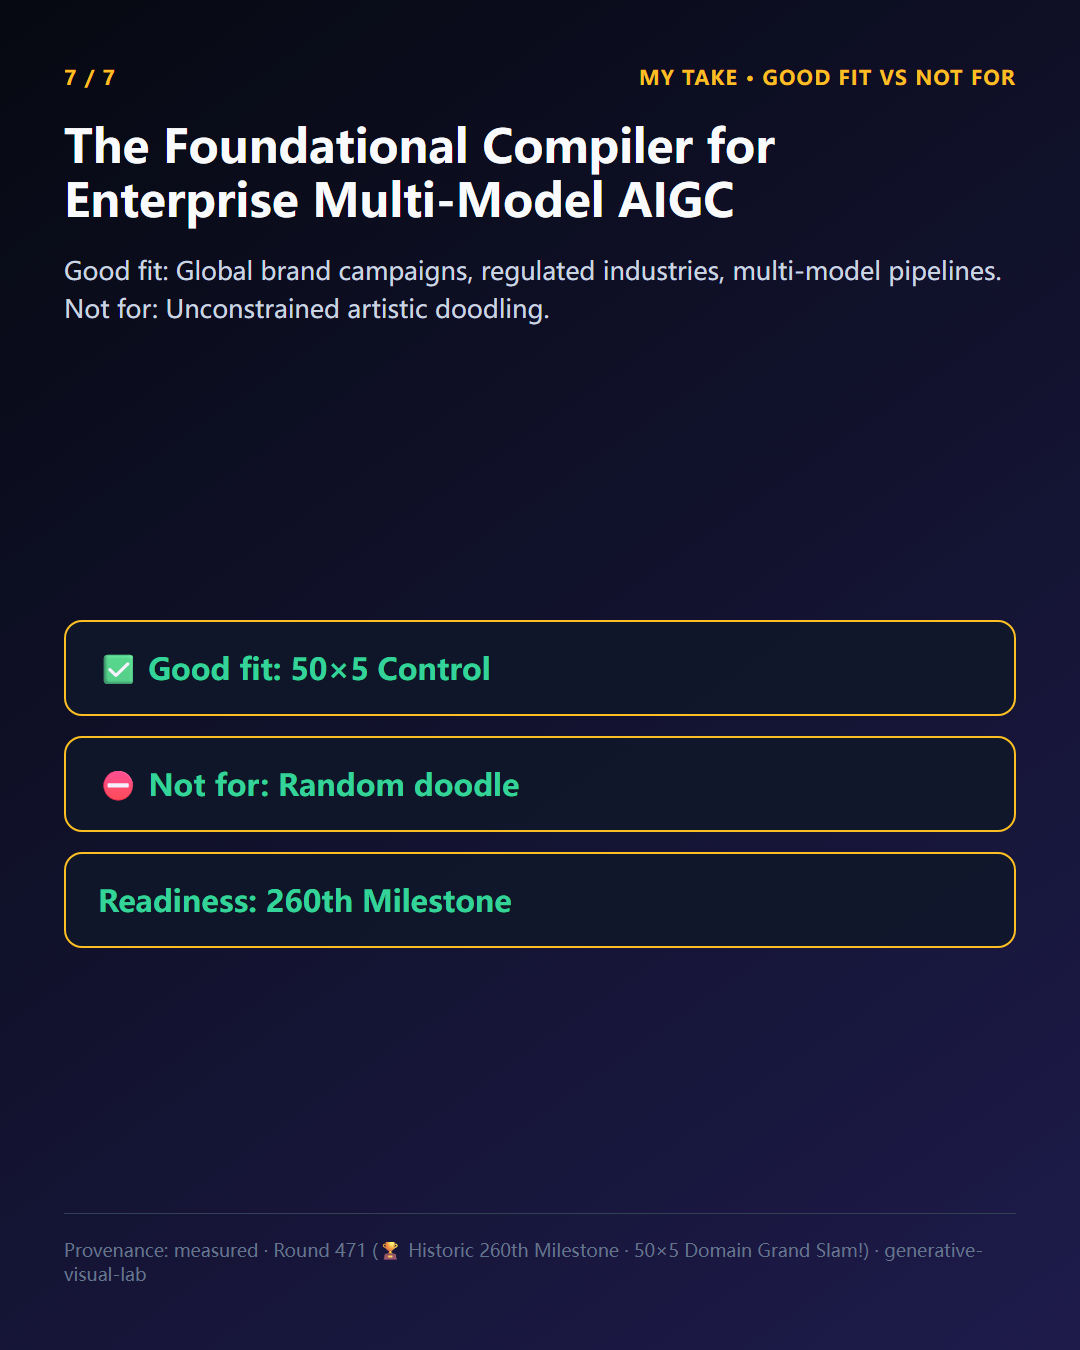 7 / 7
MY TAKE • GOOD FIT VS NOT FOR
The Foundational Compiler for
Enterprise Multi-Model AIGC
Good fit: Global brand campaigns, regulated industries, multi-model pipelines.
Not for: Unconstrained artistic doodling.
✅ Good fit: 50×5 Control
⛔ Not for: Random doodle
Readiness: 260th Milestone
Provenance: measured · Round 471 (🏆 Historic 260th Milestone · 50×5 Domain Grand Slam!) · generative-
visual-lab